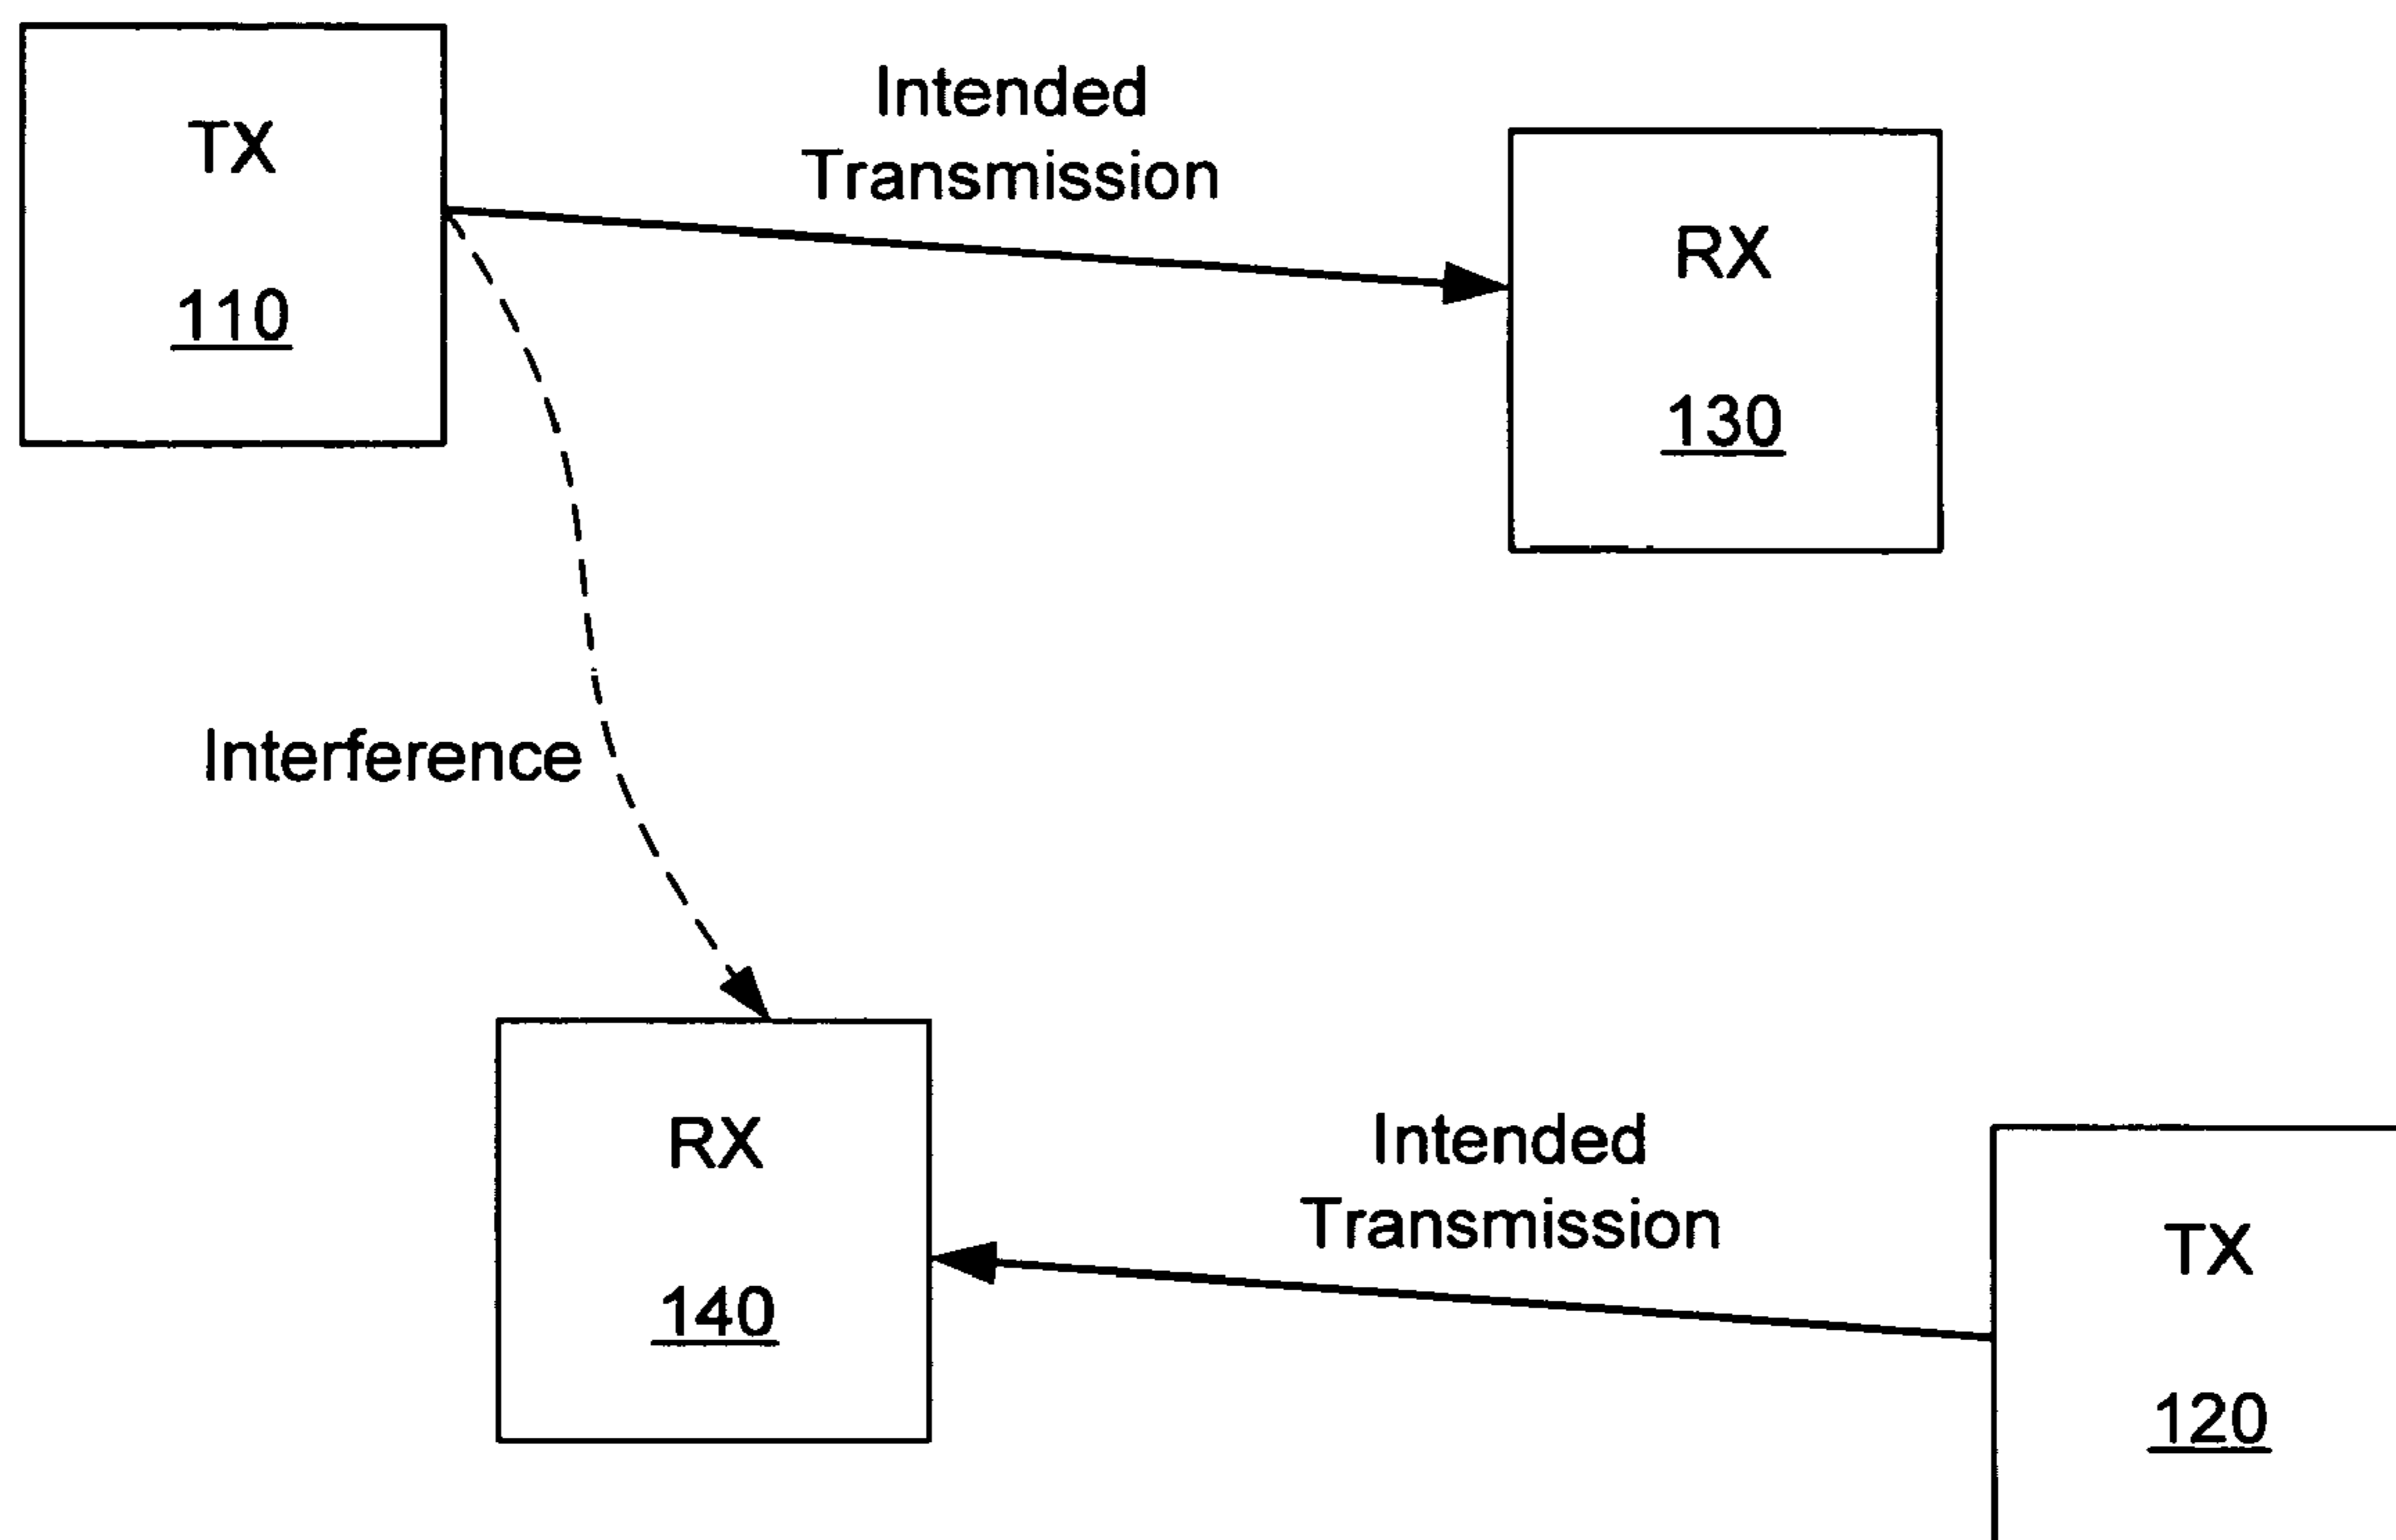 TX
110
Intended
Transmission
RX
130
Interference
RX
140
Intended
Transmission
TX
120